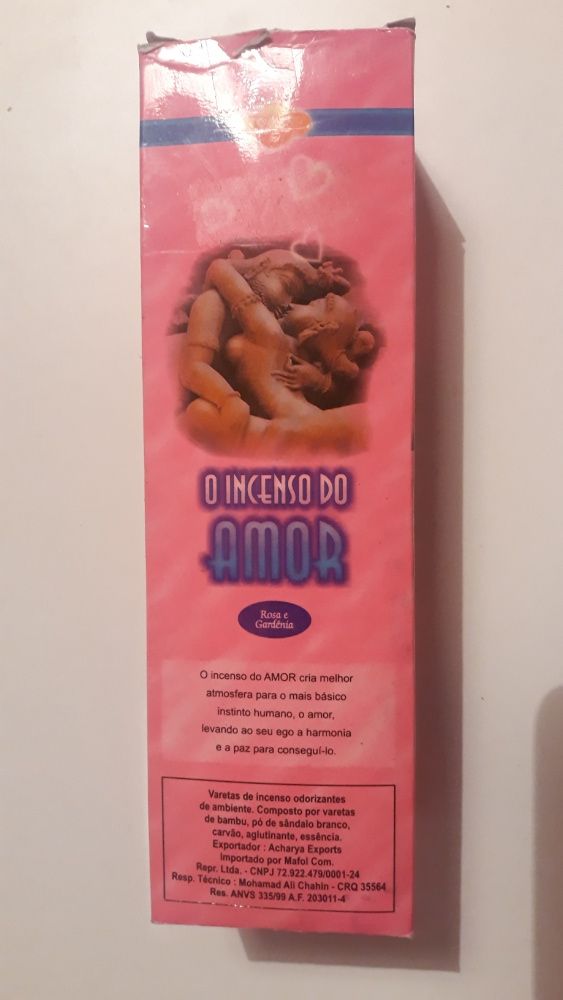 O INCENSO DO
AMOR
Rosa e
Gardênia
O incenso do AMOR cria melhor
atmosfera para o mais básico
instinto humano, o amor,
levando ao seu ego a harmonia
e a paz para conseguí-lo.
Varetas de incenso odorizantes
de ambiente. Composto por varetas
de bambu, pó de sândalo branco,
carvão, aglutinante, essência.
Exportador : Acharya Exports
Importado por Mafol Com.
Repr. Ltda. - CNPJ 72.922.479/0001-24
Resp. Técnico : Mohamad Ali Chahin - CRQ 35564
Res. ANVS 335/99 A.F. 203011-4